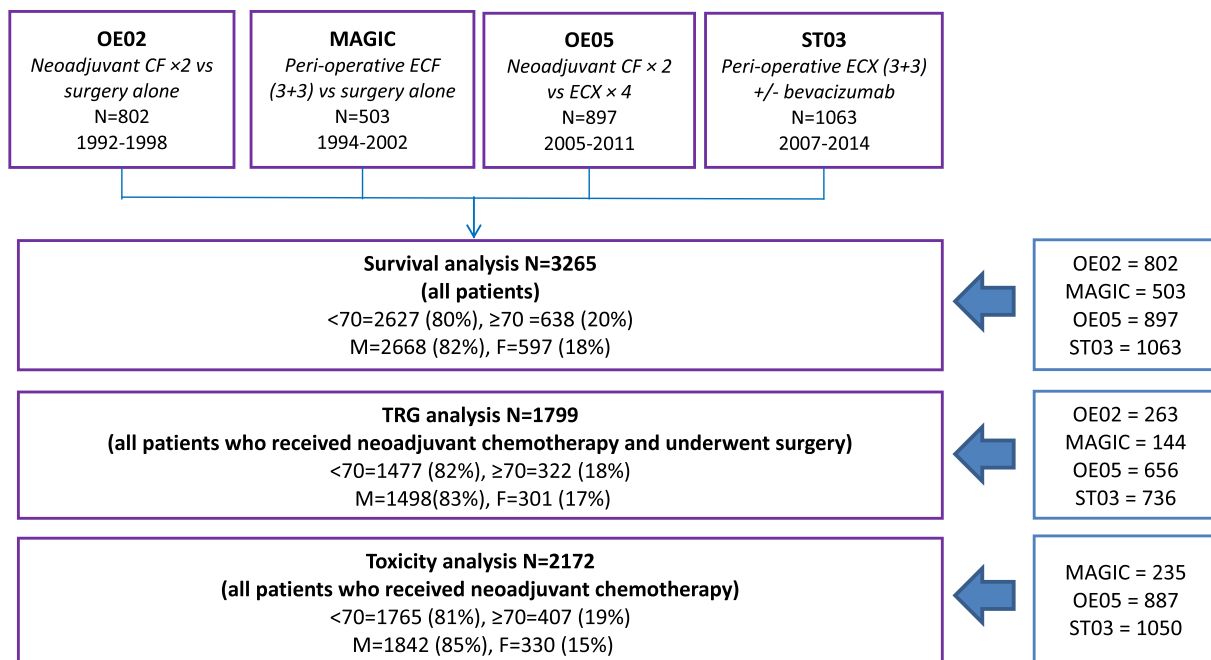 OE02
Neoadjuvant CF ×2 vs
surgery alone
N=802
1992-1998
MAGIC
Peri-operative ECF
(3+3) vs surgery alone
N=503
1994-2002
OE05
Neoadjuvant CF × 2
vs ECX × 4
N=897
2005-2011
ST03
Peri-operative ECX (3+3)
+/- bevacizumab
N=1063
2007-2014
Survival analysis N=3265
(all patients)
<70=2627 (80%), ≥70 =638 (20%)
M=2668 (82%), F=597 (18%)
OE02 = 802
MAGIC = 503
OE05 = 897
ST03 = 1063
TRG analysis N=1799
(all patients who received neoadjuvant chemotherapy and underwent surgery)
<70=1477 (82%), ≥70=322 (18%)
M=1498(83%), F=301 (17%)
OE02 = 263
MAGIC = 144
OE05 = 656
ST03 = 736
Toxicity analysis N=2172
(all patients who received neoadjuvant chemotherapy)
<70=1765 (81%), ≥70=407 (19%)
M=1842 (85%), F=330 (15%)
MAGIC = 235
OE05 = 887
ST03 = 1050